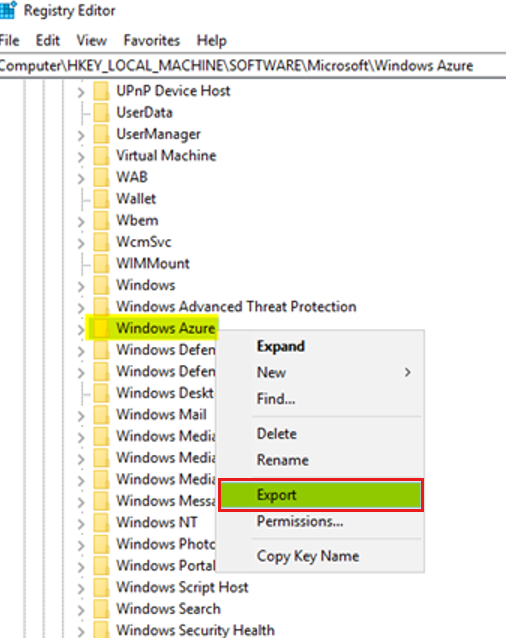 Registry Editor
File Edit View Favorites Help
Computer\HKEY_LOCAL_MACHINE\SOFTWARE\Microsoft\Windows Azure
UPnP Device Host
UserData
UserManager
Virtual Machine
WAB
Wallet
Wbem
WcmSvc
WIMMount
Windows
Windows Advanced Threat Protection
Windows Azure
Windows Defen
Windows Defen
Windows Deskt
Windows Mail
Windows Media
Windows Media
Windows Media
Windows Messa
Windows NT
Windows Photo
Windows Portal
Windows Script Host
Windows Search
Windows Security Health
Expand
New
Find...
Delete
Rename
Export
Permissions...
Copy Key Name